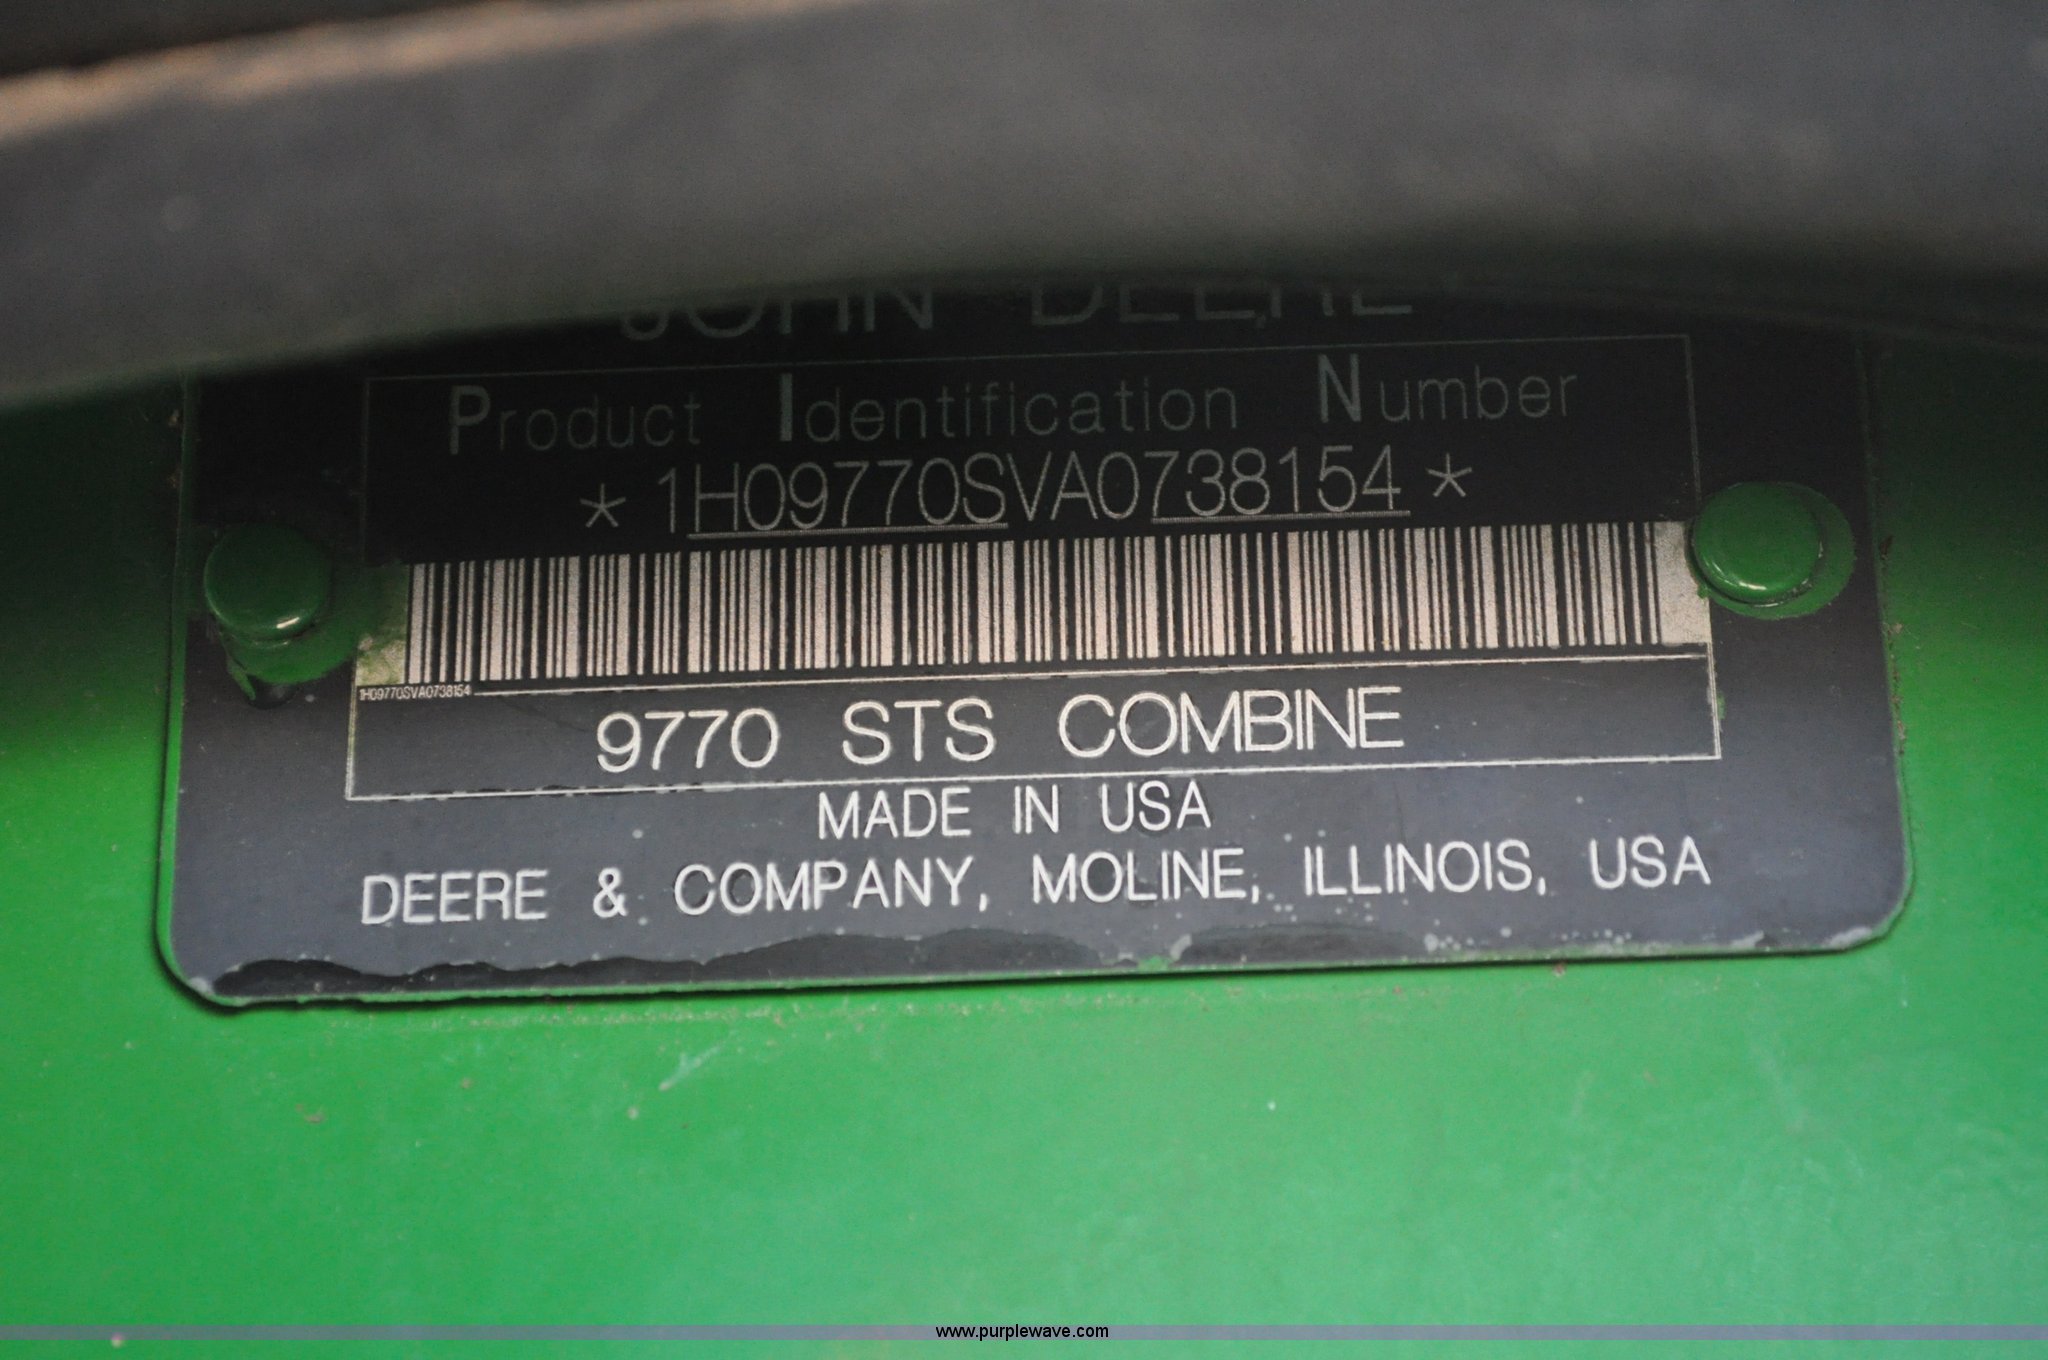 JOHN DEERE
Product Identification Number
* 1H09770SVA0738154 *
1H09770SVA0738154
9770 STS COMBINE
MADE IN USA
DEERE & COMPANY, MOLINE, ILLINOIS, USA
www.purplewave.com